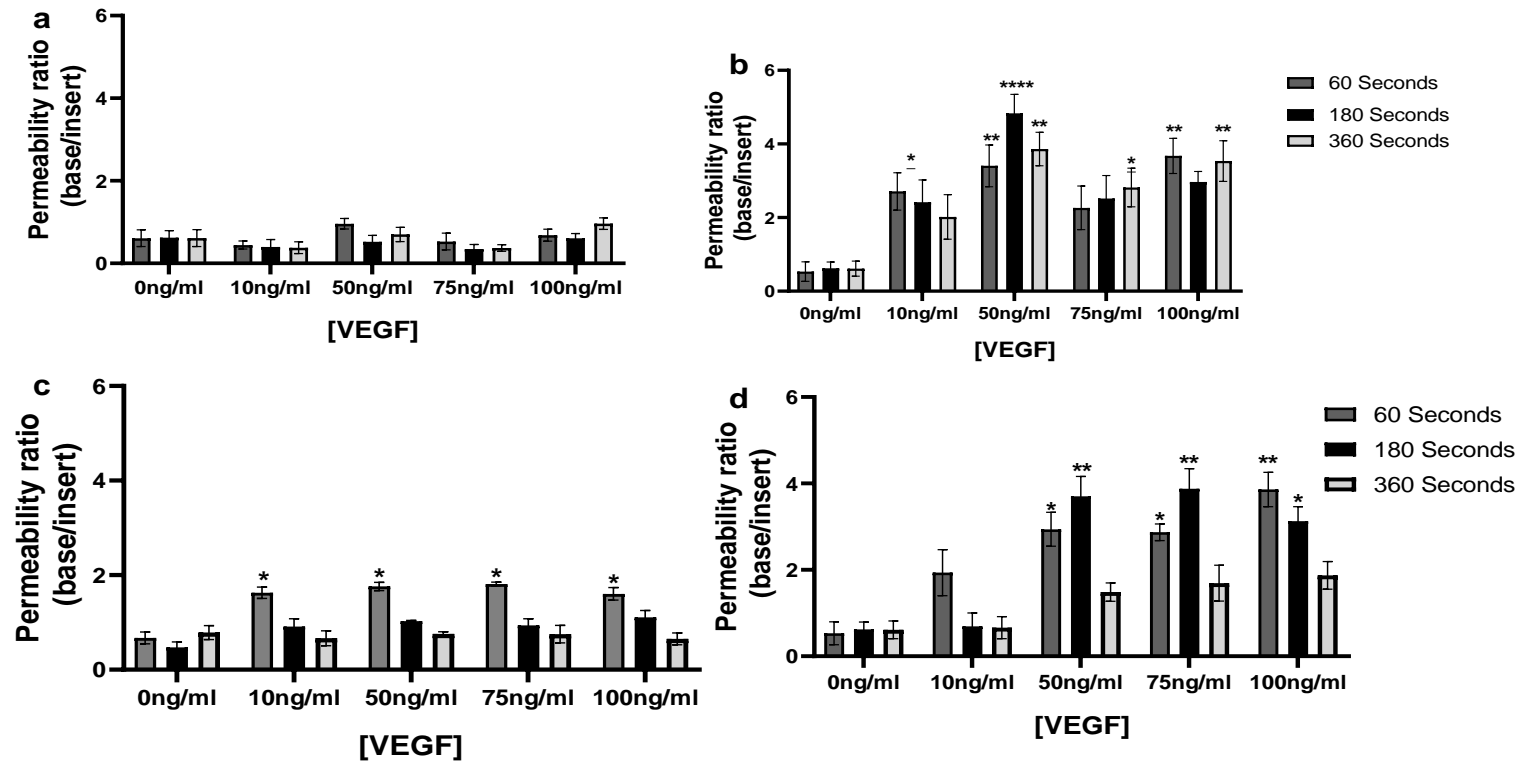 a
Permeability ratio
(base/insert)
6
4
2
0
0ng/ml 10ng/ml 50ng/ml 75ng/ml 100ng/ml
[VEGF]
b
Permeability ratio
(base/insert)
6
4
2
0
*
** **** **
*
** **
0ng/ml 10ng/ml 50ng/ml 75ng/ml 100ng/ml
[VEGF]
60 Seconds
180 Seconds
360 Seconds
c
Permeability ratio
(base/insert)
6
4
2
0
* * * *
0ng/ml 10ng/ml 50ng/ml 75ng/ml 100ng/ml
[VEGF]
d
Permeability ratio
(base/insert)
6
4
2
0
* **
* **
** *
0ng/ml 10ng/ml 50ng/ml 75ng/ml 100ng/ml
[VEGF]
60 Seconds
180 Seconds
360 Seconds